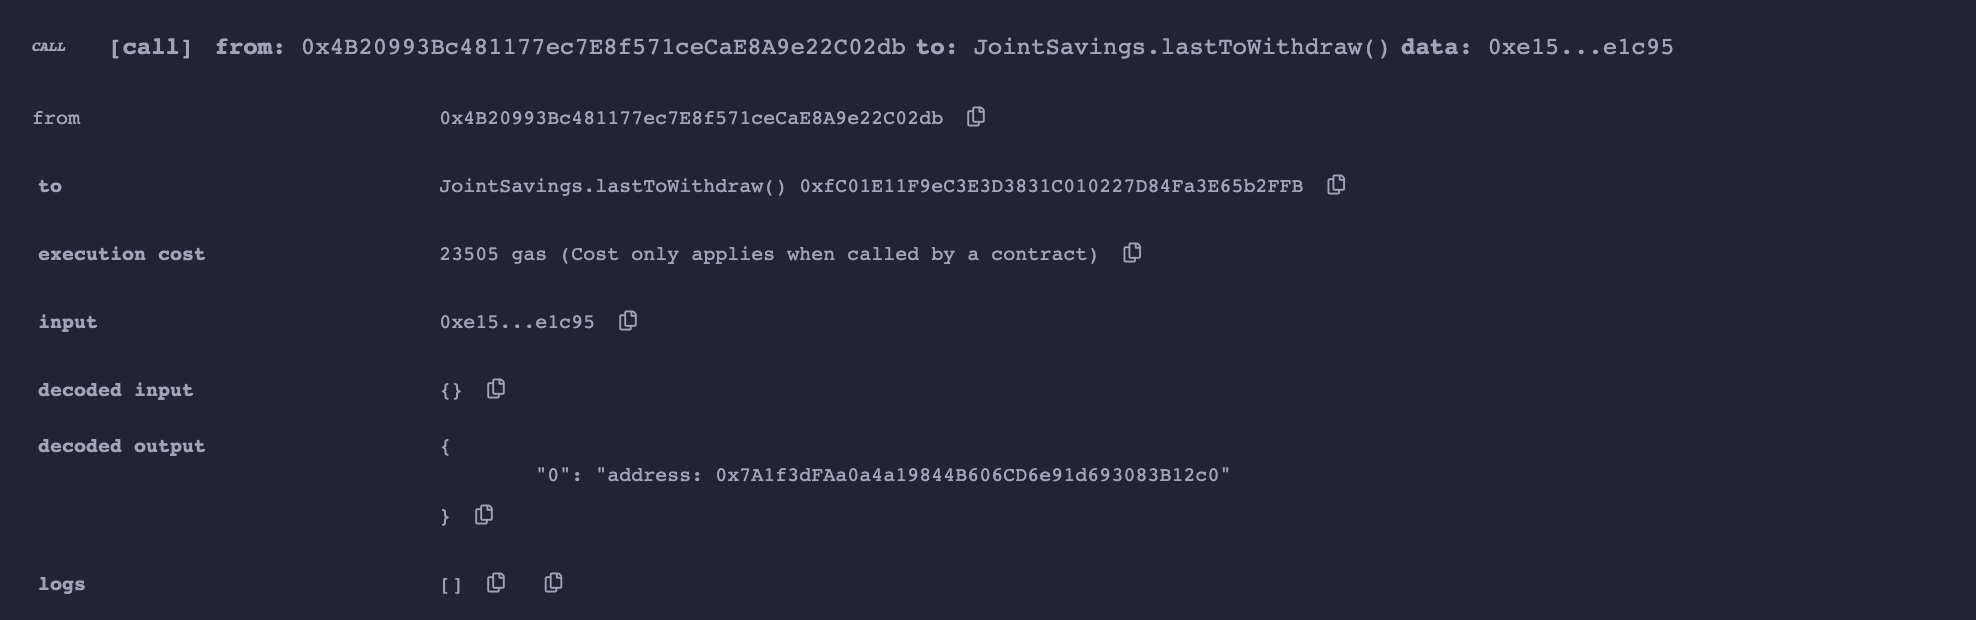 CALL [call] from: 0x4B20993Bc481177ec7E8f571ceCaE8A9e22C02db to: JointSavings.lastToWithdraw() data: 0xe15...e1c95
from 0x4B20993Bc481177ec7E8f571ceCaE8A9e22C02db
to JointSavings.lastToWithdraw() 0xfC01E11F9eC3E3D3831C010227D84Fa3E65b2FFB
execution cost 23505 gas (Cost only applies when called by a contract)
input 0xe15...e1c95
decoded input {}
decoded output {
"0": "address: 0x7A1f3dFAa0a4a19844B606CD6e91d693083B12c0"
}
logs []